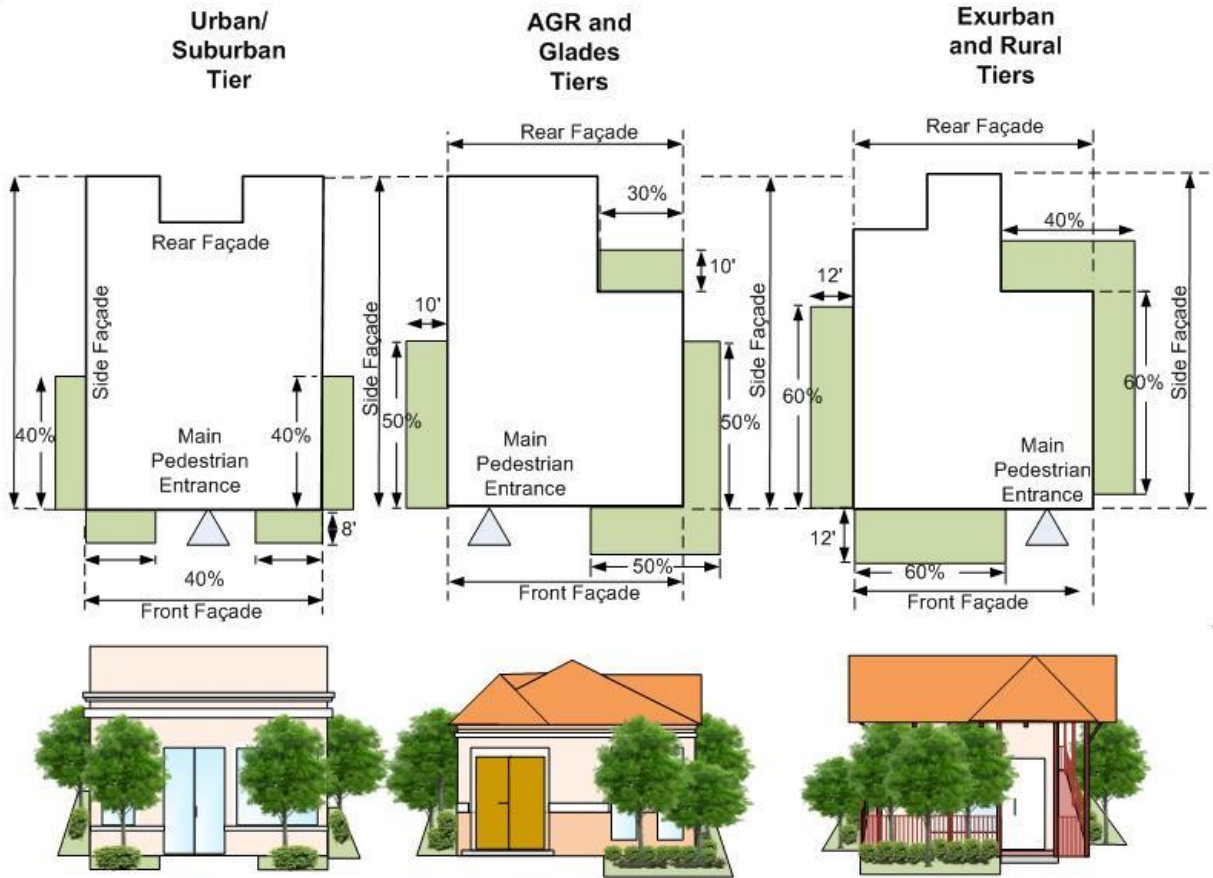 Urban/
Suburban
Tier
AGR and
Glades
Tiers
Exurban
and Rural
Tiers
Rear Façade
Side Façade
40%
40%
Main
Pedestrian
Entrance
8'
40%
Front Façade
Rear Façade
30%
10'
10'
Side Façade
50%
50%
Main
Pedestrian
Entrance
50%
Front Façade
Side Façade
Rear Façade
40%
12'
60%
60%
Side Façade
Main
Pedestrian
Entrance
12'
60%
Front Façade